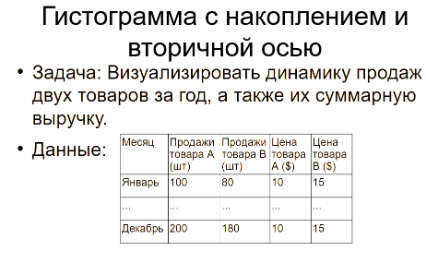 Гистограмма с накоплением и
вторичной осью
• Задача: Визуализировать динамику продаж
двух товаров за год, а также их суммарную
выручку.
• Данные:
Месяц Продажи товара А (шт) Продажи товара В (шт) Цена товара А ($) Цена товара В ($)
Январь 100 80 10 15
... ... ... ... ...
Декабрь 200 180 10 15